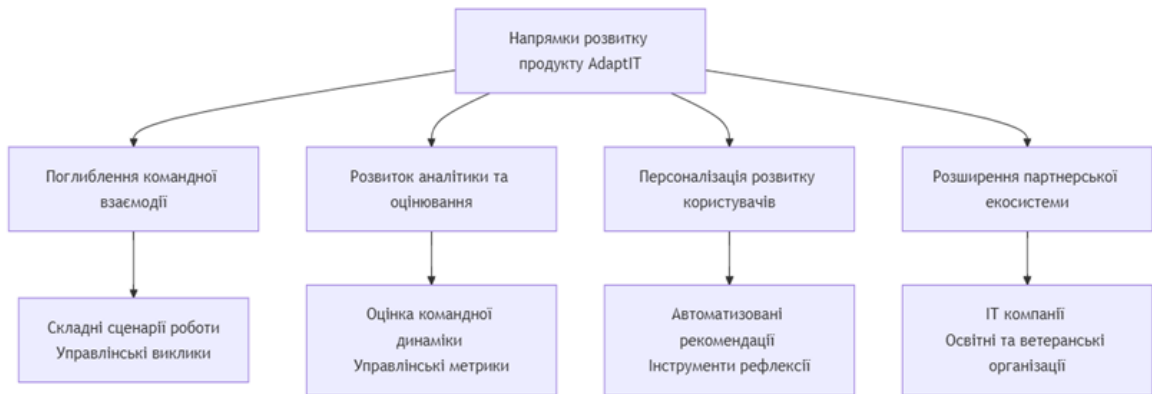 Напрямки розвитку
продукту AdaptIT
Поглиблення командної
взаємодії
Розвиток аналітики та
оцінювання
Персоналізація розвитку
користувачів
Розширення партнерської
екосистеми
Складні сценарії роботи
Управлінські виклики
Оцінка командної
динаміки
Управлінські метрики
Автоматизовані
рекомендації
Інструменти рефлексії
ІТ компанії
Освітні та ветеранські
організації